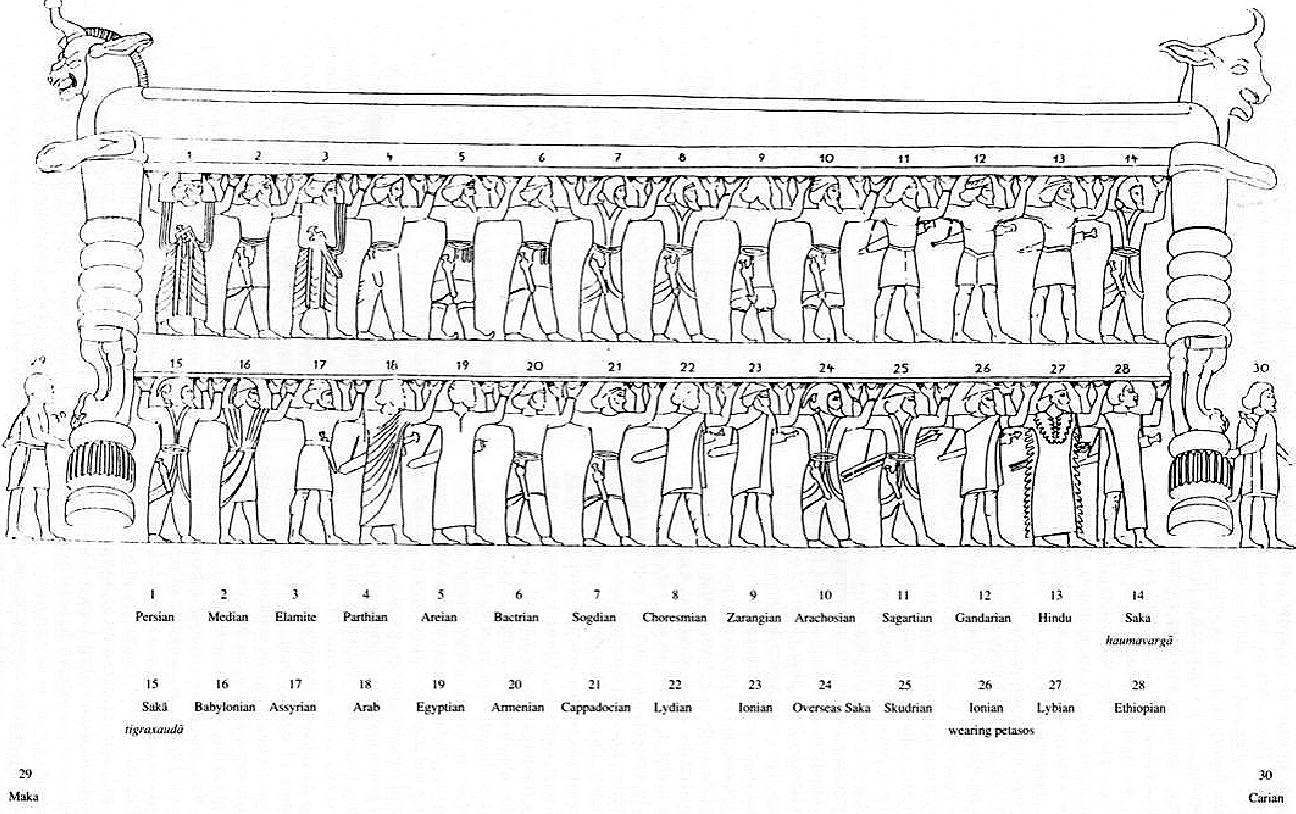 1 2 3 4 5 6 7 8 9 10 11 12 13 14
15 16 17 18 19 20 21 22 23 24 25 26 27 28
29 30 30
1 2 3 4 5 6 7 8 9 10 11 12 13 14
Persian Median Elamite Parthian Areian Bactrian Sogdian Choresmian Zarangian Arachosian Sagartian Gandarian Hindu Saka
haumavargā
15 16 17 18 19 20 21 22 23 24 25 26 27 28
Sakā Babylonian Assyrian Arab Egyptian Armenian Cappadocian Lydian Ionian Overseas Saka Skudrian Ionian Lybian Ethiopian
tigraxaudā wearing petasos
29 30
Maka Carian